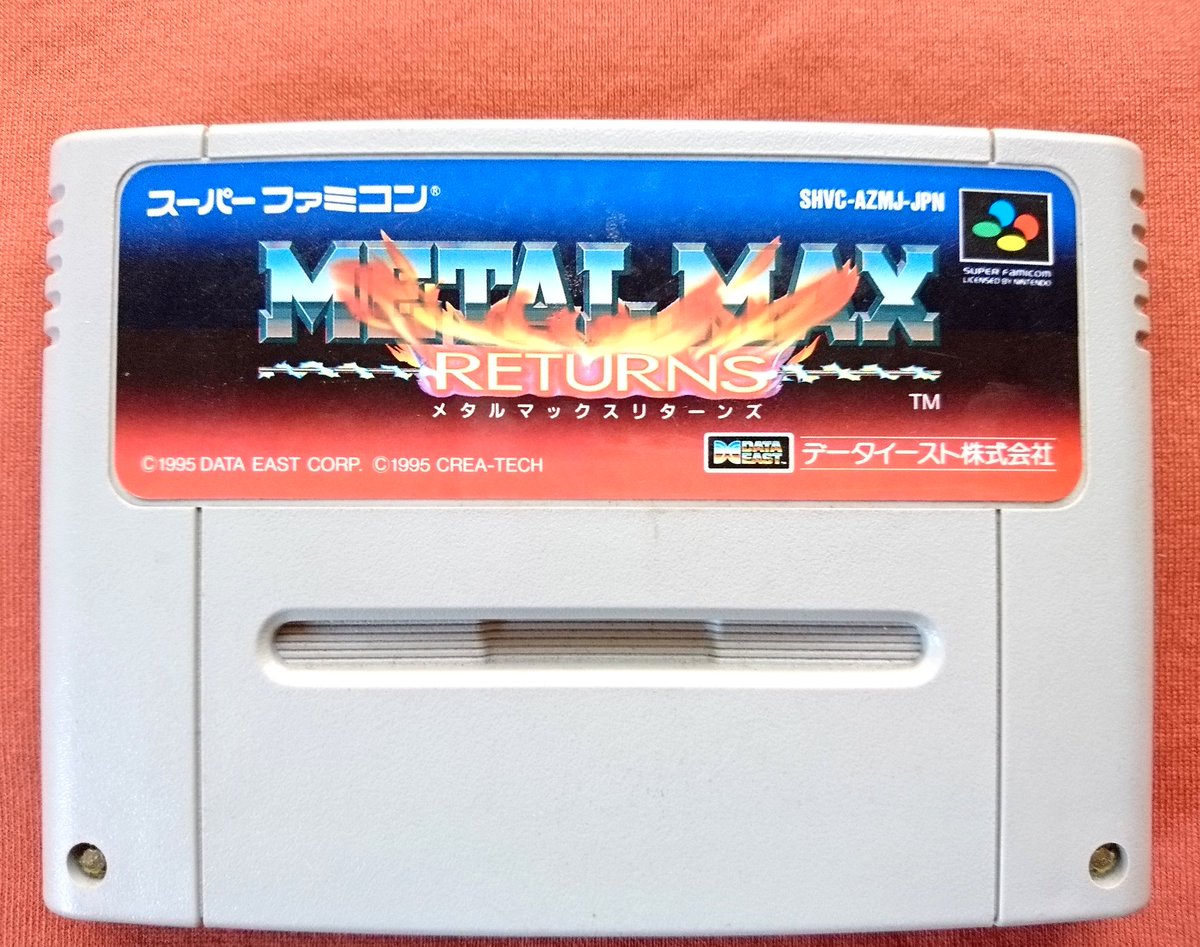 スーパーファミコン®
SHVC-AZMJ-JPN
SUPER FAMICOM
LICENSED BY NINTENDO
METAL MAX
RETURNS
メタルマックスリターンズ
TM
©1995 DATA EAST CORP. ©1995 CREA-TECH
DATA EAST™
データイースト株式会社